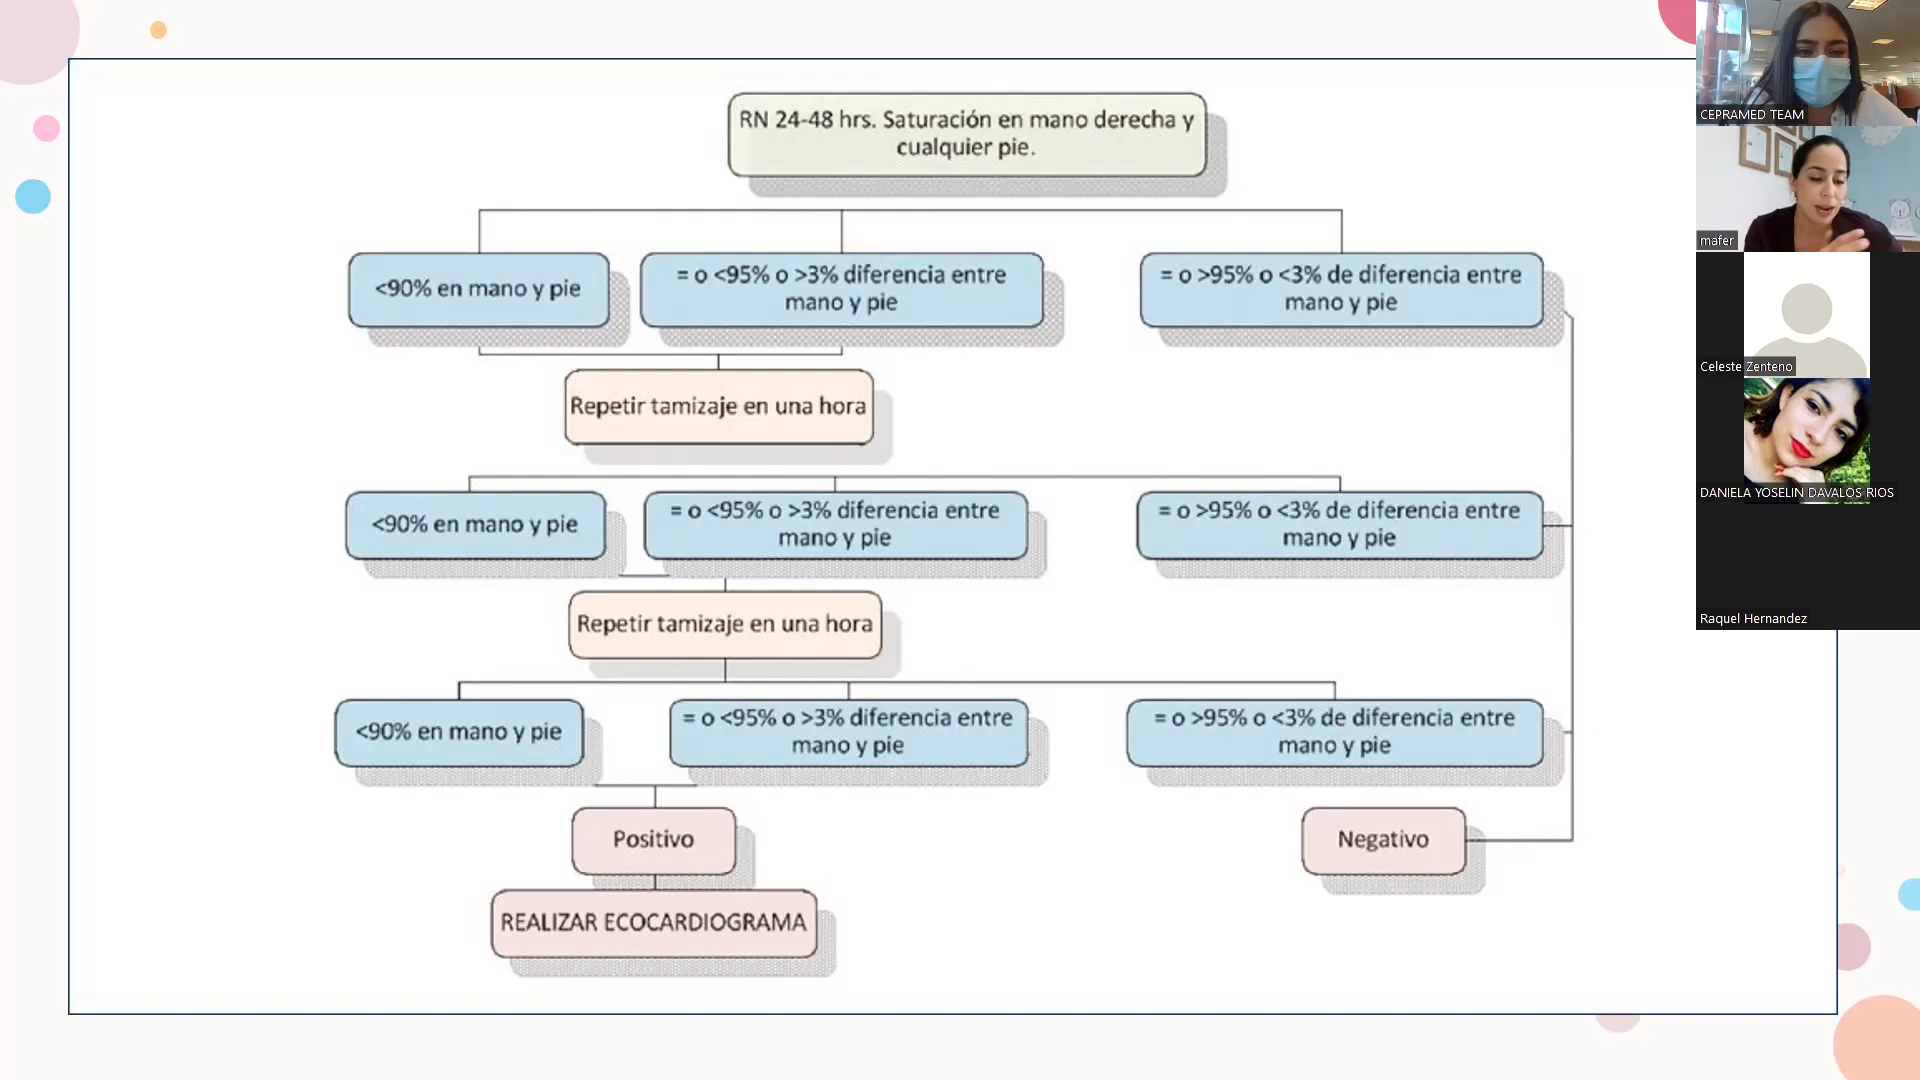 RN 24-48 hrs. Saturación en mano derecha y
cualquier pie.
<90% en mano y pie
= o <95% o >3% diferencia entre
mano y pie
= o >95% o <3% de diferencia entre
mano y pie
Repetir tamizaje en una hora
<90% en mano y pie
= o <95% o >3% diferencia entre
mano y pie
= o >95% o <3% de diferencia entre
mano y pie
Repetir tamizaje en una hora
<90% en mano y pie
= o <95% o >3% diferencia entre
mano y pie
= o >95% o <3% de diferencia entre
mano y pie
Positivo
Negativo
REALIZAR ECOCARDIOGRAMA
CEPRAMED TEAM
mafer
Celeste Zenteno
DANIELA YOSELIN DAVALOS RIOS
Raquel Hernandez